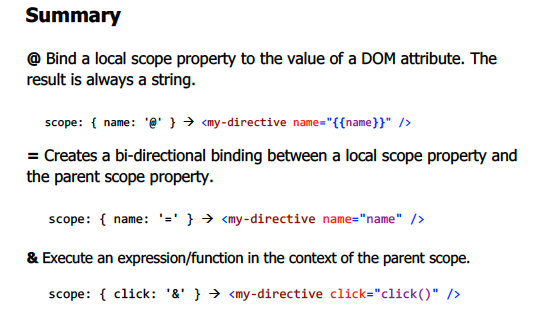 Summary
@ Bind a local scope property to the value of a DOM attribute. The
result is always a string.
scope: { name: '@' } → <my-directive name="{{name}}" />
= Creates a bi-directional binding between a local scope property and
the parent scope property.
scope: { name: '=' } → <my-directive name="name" />
& Execute an expression/function in the context of the parent scope.
scope: { click: '&' } → <my-directive click="click()" />